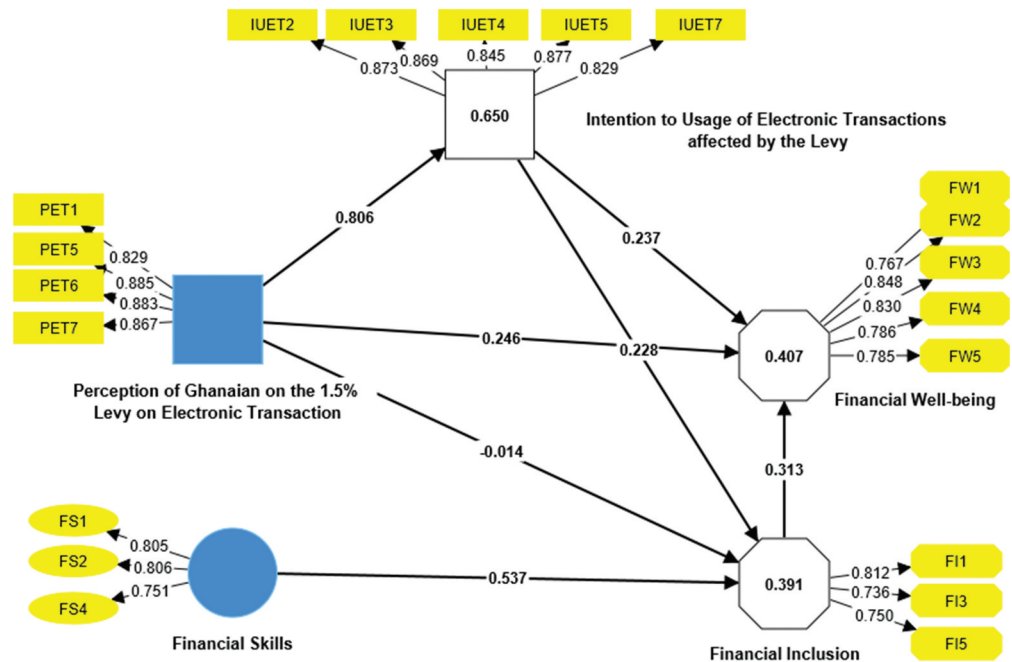 IUET2
IUET3
IUET4
IUET5
IUET7
0.873
0.869
0.845
0.877
0.829
0.650
Intention to Usage of Electronic Transactions
affected by the Levy
PET1
PET5
PET6
PET7
0.829
0.885
0.883
0.867
Perception of Ghanaian on the 1.5%
Levy on Electronic Transaction
0.806
0.237
0.246
0.228
-0.014
FW1
FW2
FW3
FW4
FW5
0.767
0.848
0.830
0.786
0.785
0.407
Financial Well-being
0.313
FS1
FS2
FS4
0.805
0.806
0.751
Financial Skills
0.537
0.391
Financial Inclusion
0.812
0.736
0.750
FI1
FI3
FI5